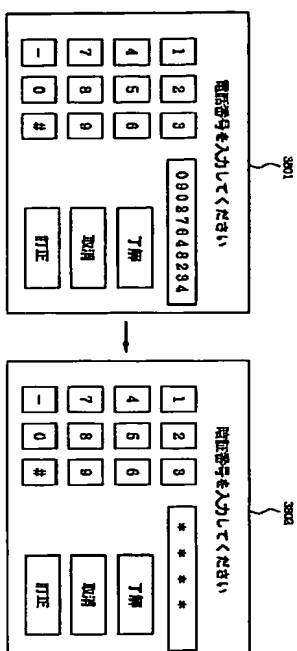 3801
電話番号を入力してください
1 2 3 09087648294
4 5 6 了解
7 8 9 取消
- 0 # 訂正
3802
暗証番号を入力してください
1 2 3 * * * *
4 5 6 了解
7 8 9 取消
- 0 # 訂正